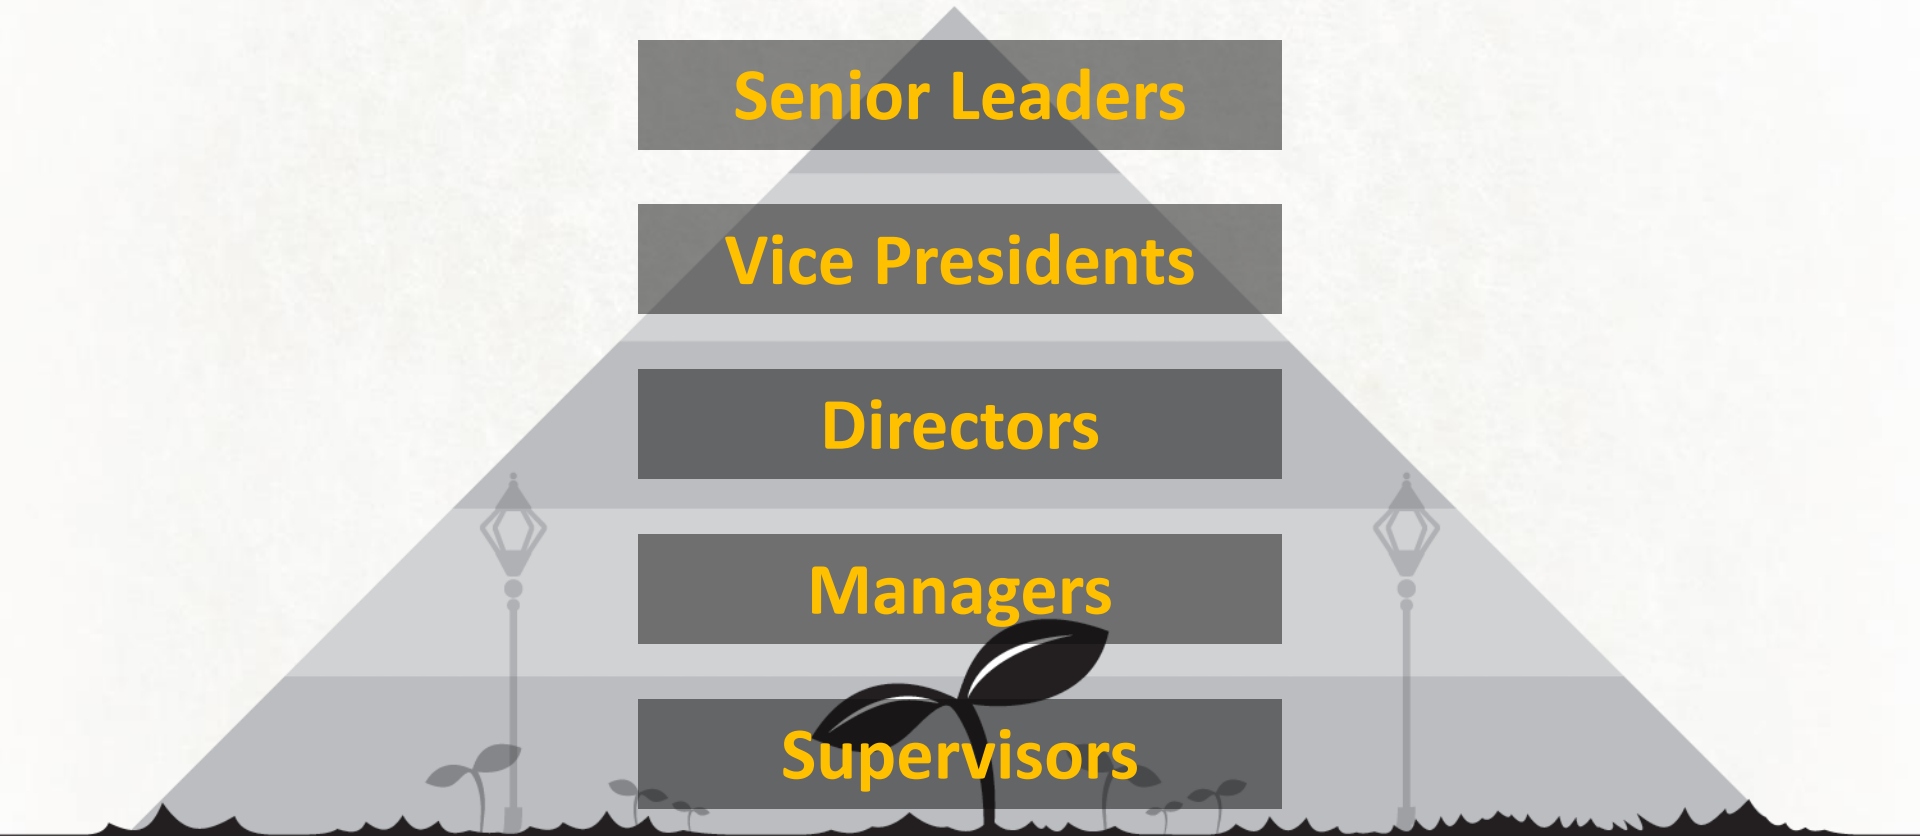 Senior Leaders
Vice Presidents
Directors
Managers
Supervisors